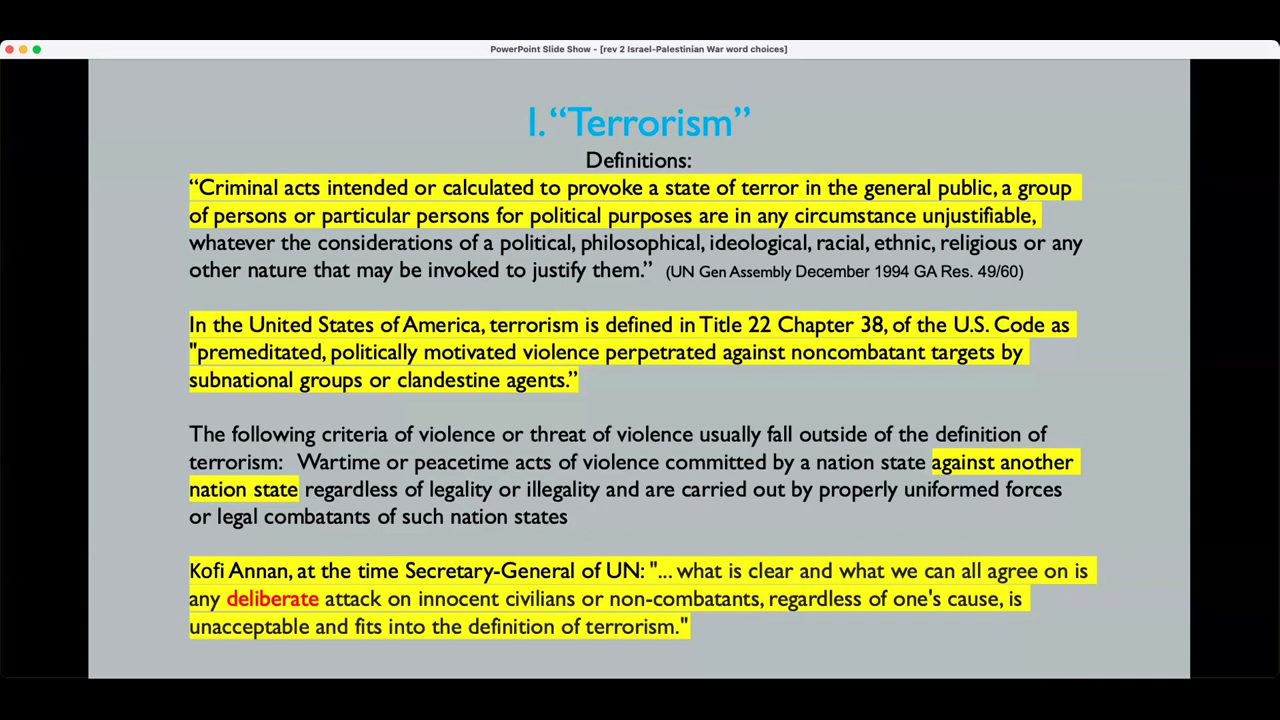 PowerPoint Slide Show - [rev 2 Israel-Palestinian War word choices]
I. “Terrorism”
Definitions:
“Criminal acts intended or calculated to provoke a state of terror in the general public, a group
of persons or particular persons for political purposes are in any circumstance unjustifiable,
whatever the considerations of a political, philosophical, ideological, racial, ethnic, religious or any
other nature that may be invoked to justify them.” (UN Gen Assembly December 1994 GA Res. 49/60)
In the United States of America, terrorism is defined in Title 22 Chapter 38, of the U.S. Code as
"premeditated, politically motivated violence perpetrated against noncombatant targets by
subnational groups or clandestine agents.”
The following criteria of violence or threat of violence usually fall outside of the definition of
terrorism: Wartime or peacetime acts of violence committed by a nation state against another
nation state regardless of legality or illegality and are carried out by properly uniformed forces
or legal combatants of such nation states
Kofi Annan, at the time Secretary-General of UN: "... what is clear and what we can all agree on is
any deliberate attack on innocent civilians or non-combatants, regardless of one's cause, is
unacceptable and fits into the definition of terrorism."